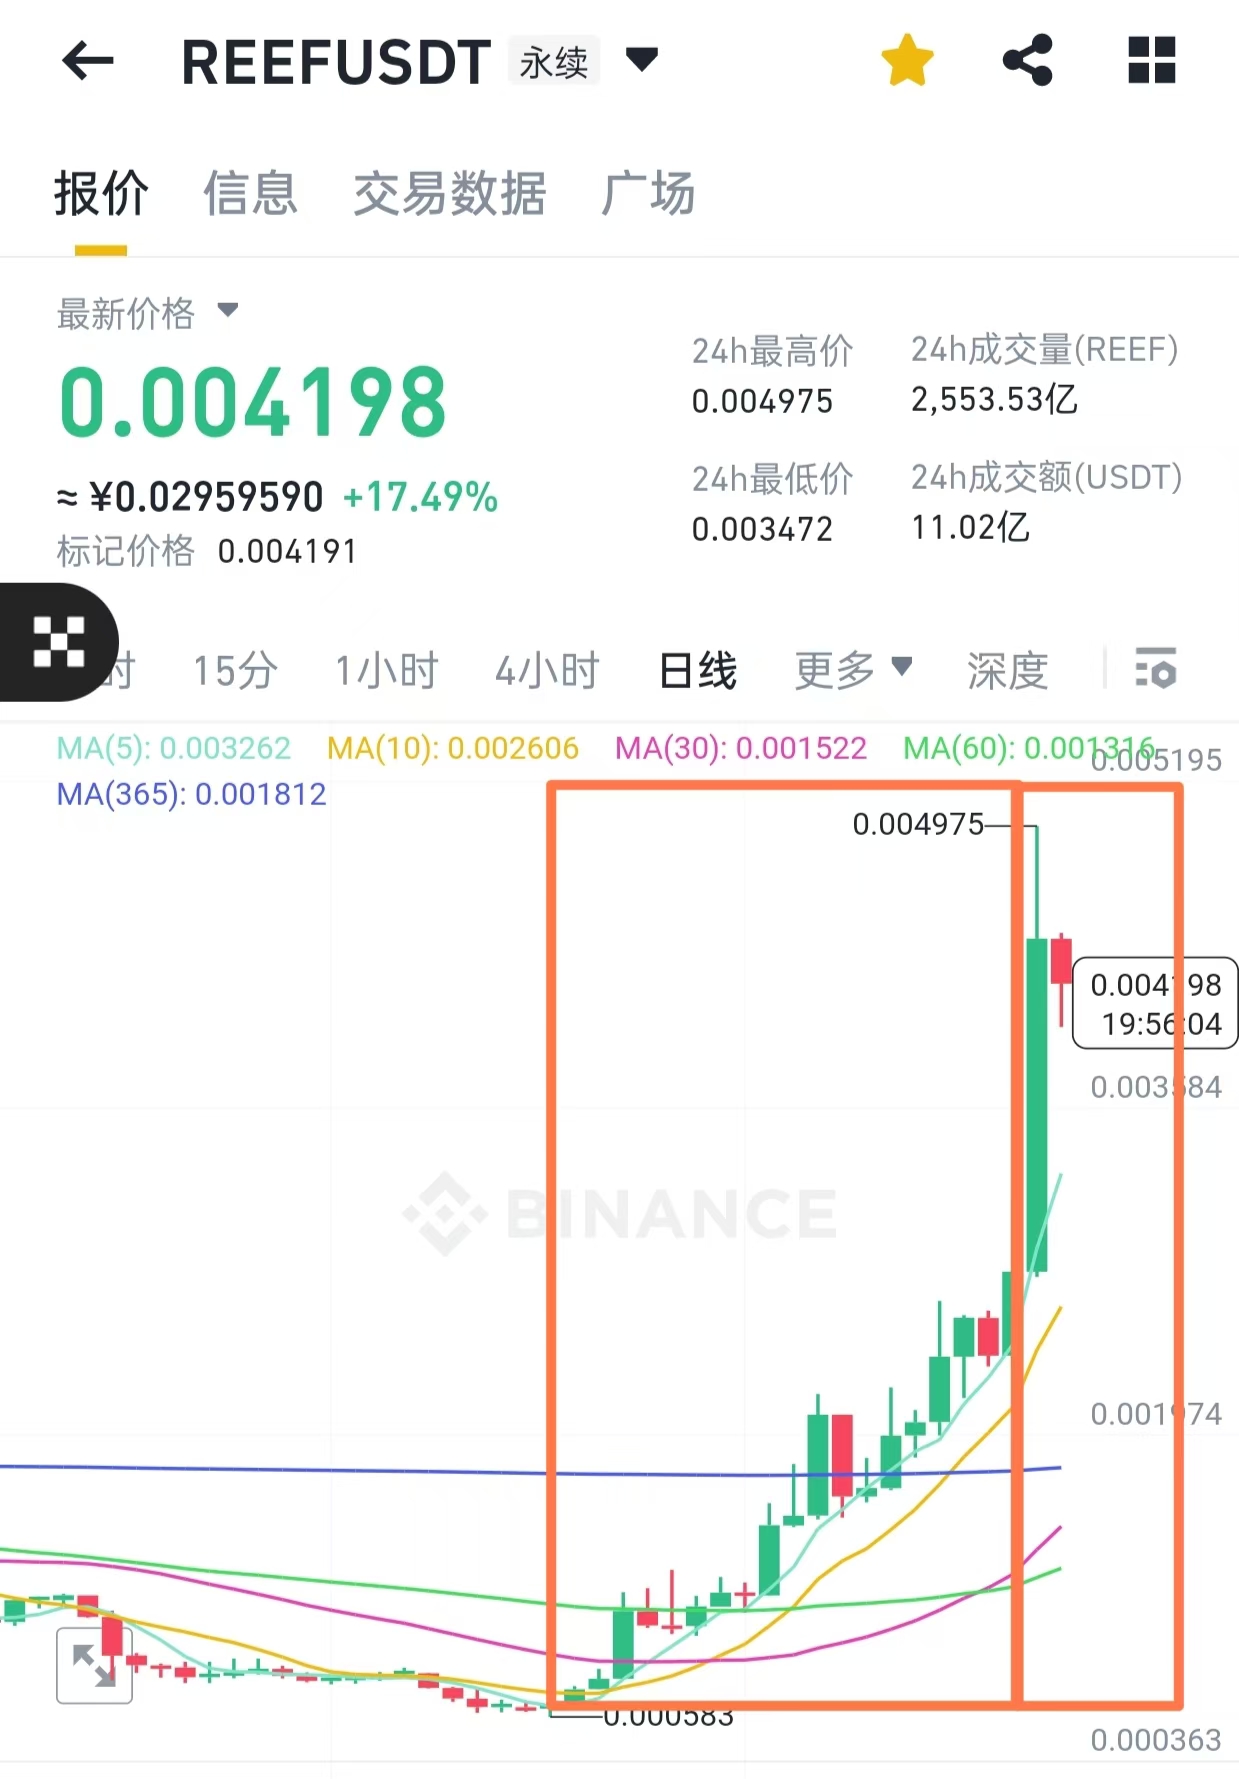 REEFUSDT 永续
报价 信息 交易数据 广场
最新价格
0.004198
≈ ¥0.02959590 +17.49%
标记价格 0.004191
24h最高价
0.004975
24h成交量(REEF)
2,553.53亿
24h最低价
0.003472
24h成交额(USDT)
11.02亿
时 15分 1小时 4小时 日线 更多 深度
MA(5): 0.003262 MA(10): 0.002606 MA(30): 0.001522 MA(60): 0.001316
MA(365): 0.001812
0.005195
0.004975
0.004198
19:56:04
0.003584
BINANCE
0.001974
0.000583
0.000363